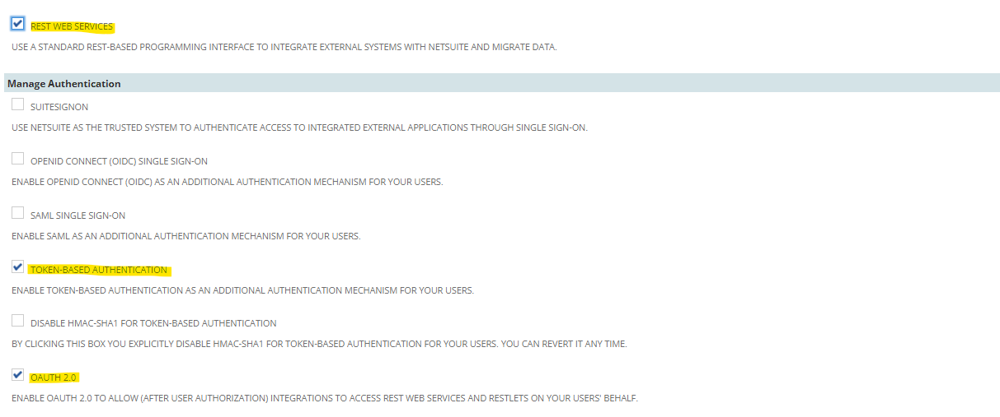 REST WEB SERVICES
USE A STANDARD REST-BASED PROGRAMMING INTERFACE TO INTEGRATE EXTERNAL SYSTEMS WITH NETSUITE AND MIGRATE DATA.
Manage Authentication
SUITESIGNON
USE NETSUITE AS THE TRUSTED SYSTEM TO AUTHENTICATE ACCESS TO INTEGRATED EXTERNAL APPLICATIONS THROUGH SINGLE SIGN-ON.
OPENID CONNECT (OIDC) SINGLE SIGN-ON
ENABLE OPENID CONNECT (OIDC) AS AN ADDITIONAL AUTHENTICATION MECHANISM FOR YOUR USERS.
SAML SINGLE SIGN-ON
ENABLE SAML AS AN ADDITIONAL AUTHENTICATION MECHANISM FOR YOUR USERS.
TOKEN-BASED AUTHENTICATION
ENABLE TOKEN-BASED AUTHENTICATION AS AN ADDITIONAL AUTHENTICATION MECHANISM FOR YOUR USERS.
DISABLE HMAC-SHA1 FOR TOKEN-BASED AUTHENTICATION
BY CLICKING THIS BOX YOU EXPLICITLY DISABLE HMAC-SHA1 FOR TOKEN-BASED AUTHENTICATION FOR YOUR USERS. YOU CAN REVERT IT ANY TIME.
OAUTH 2.0
ENABLE OAUTH 2.0 TO ALLOW (AFTER USER AUTHORIZATION) INTEGRATIONS TO ACCESS REST WEB SERVICES AND RESTLETS ON YOUR USERS' BEHALF.